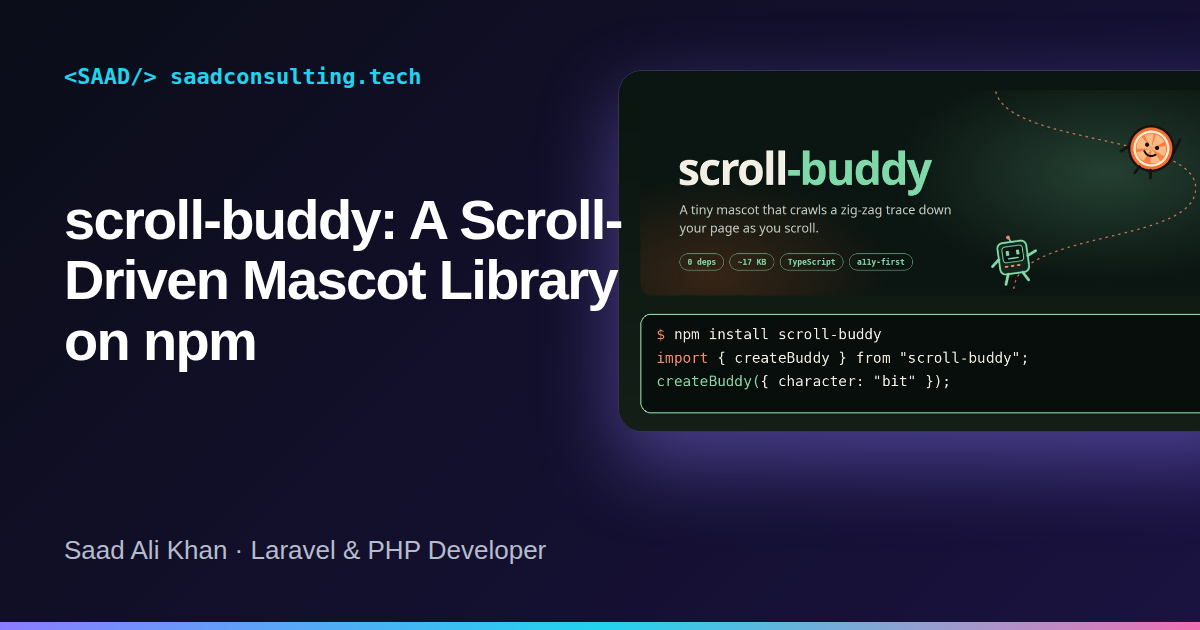 <SAAD/> saadconsulting.tech
scroll-buddy: A Scroll-
Driven Mascot Library
on npm
Saad Ali Khan · Laravel & PHP Developer
scroll-buddy
A tiny mascot that crawls a zig-zag trace down
your page as you scroll.
0 deps ~17 KB TypeScript a11y-first
$ npm install scroll-buddy
import { createBuddy } from "scroll-buddy";
createBuddy({ character: "bit" });